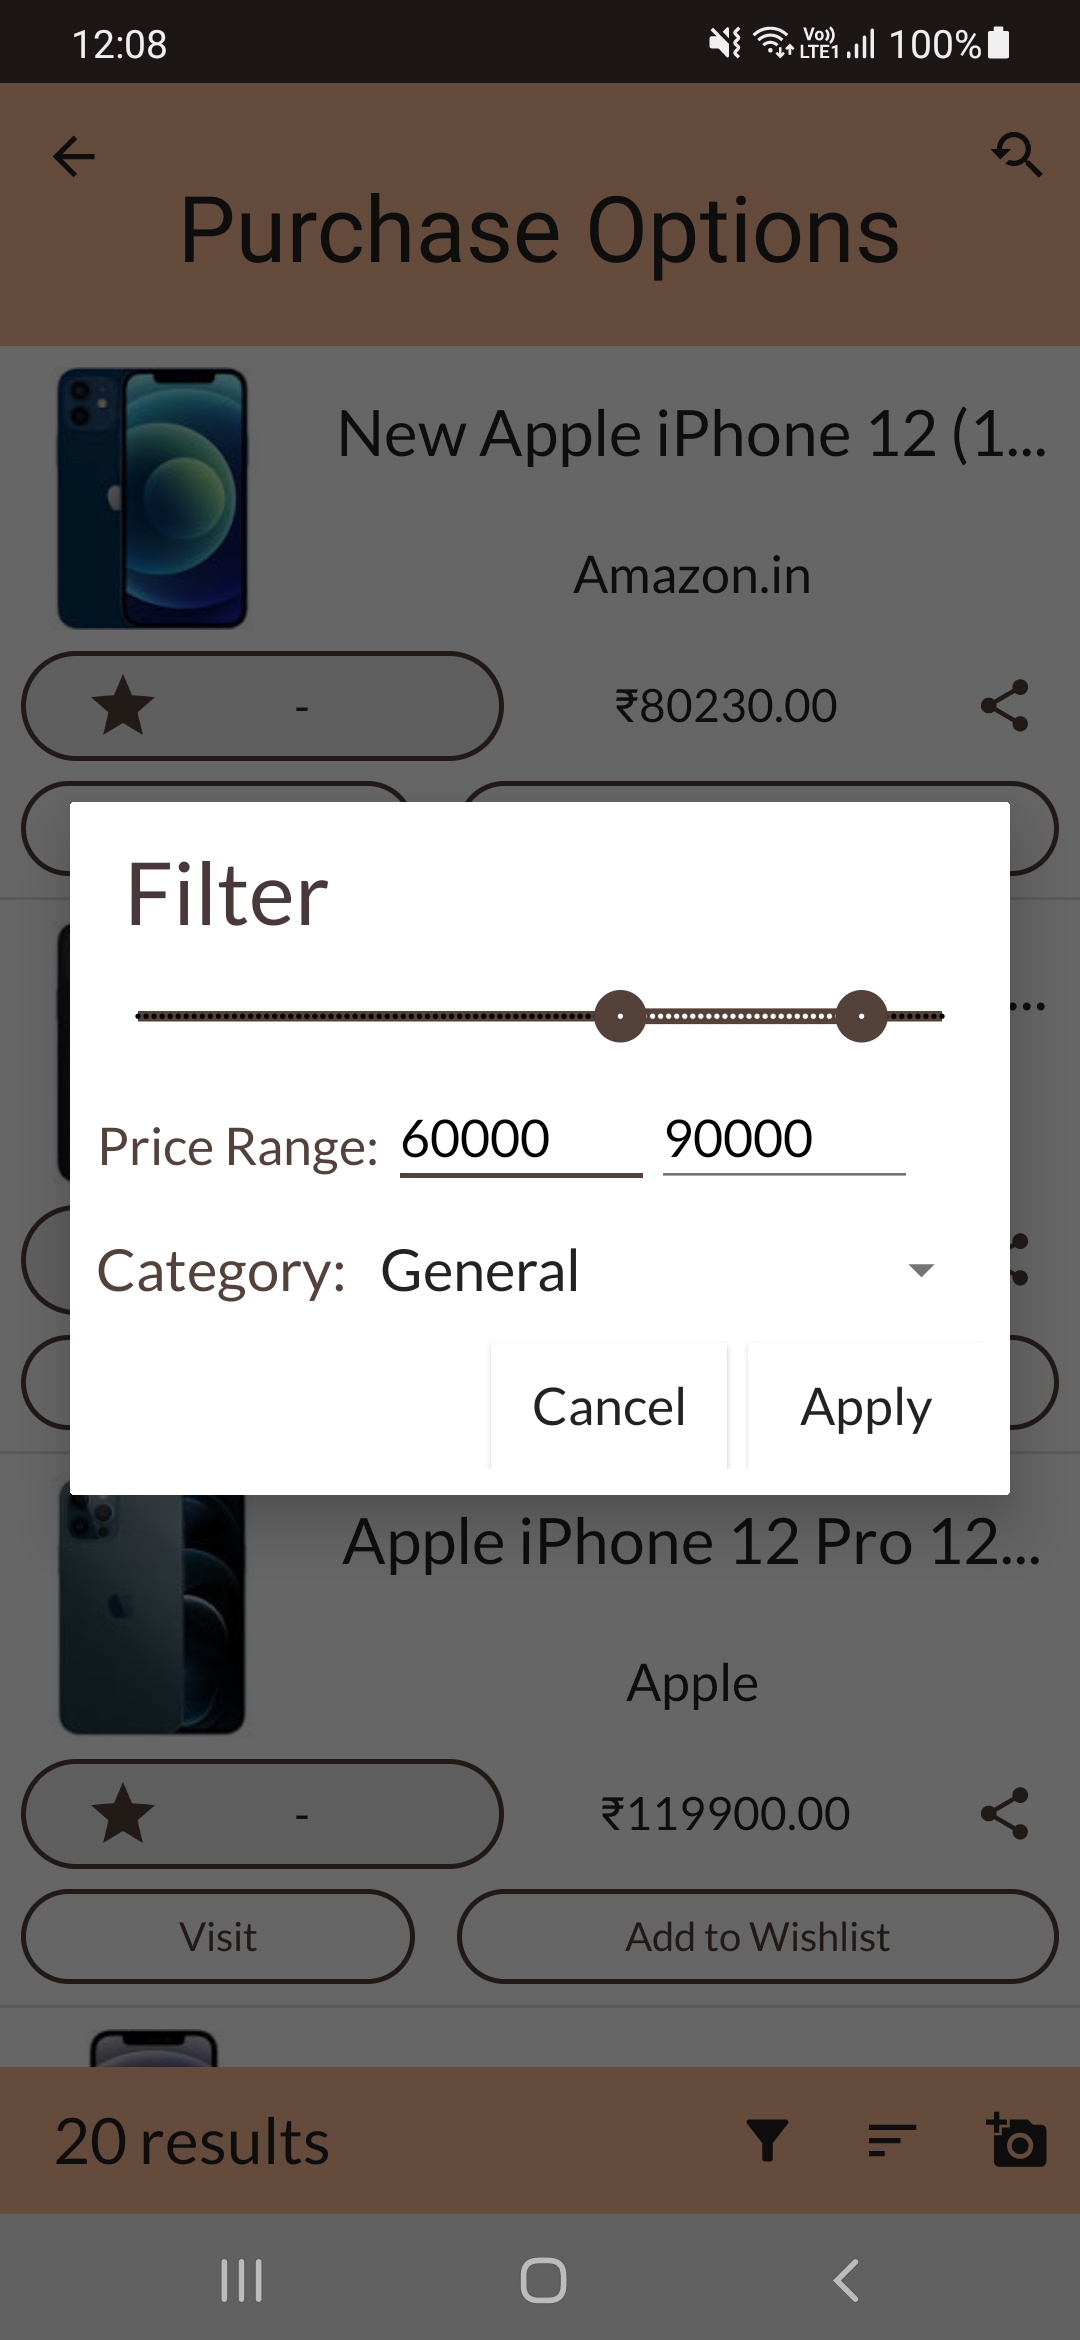 12:08 Vo)) LTE1 100%
Purchase Options
New Apple iPhone 12 (1...
Amazon.in
- ₹80230.00
Filter
...
Price Range: 60000 90000
Category: General
Cancel Apply
Apple iPhone 12 Pro 12...
Apple
- ₹119900.00
Visit Add to Wishlist
20 results